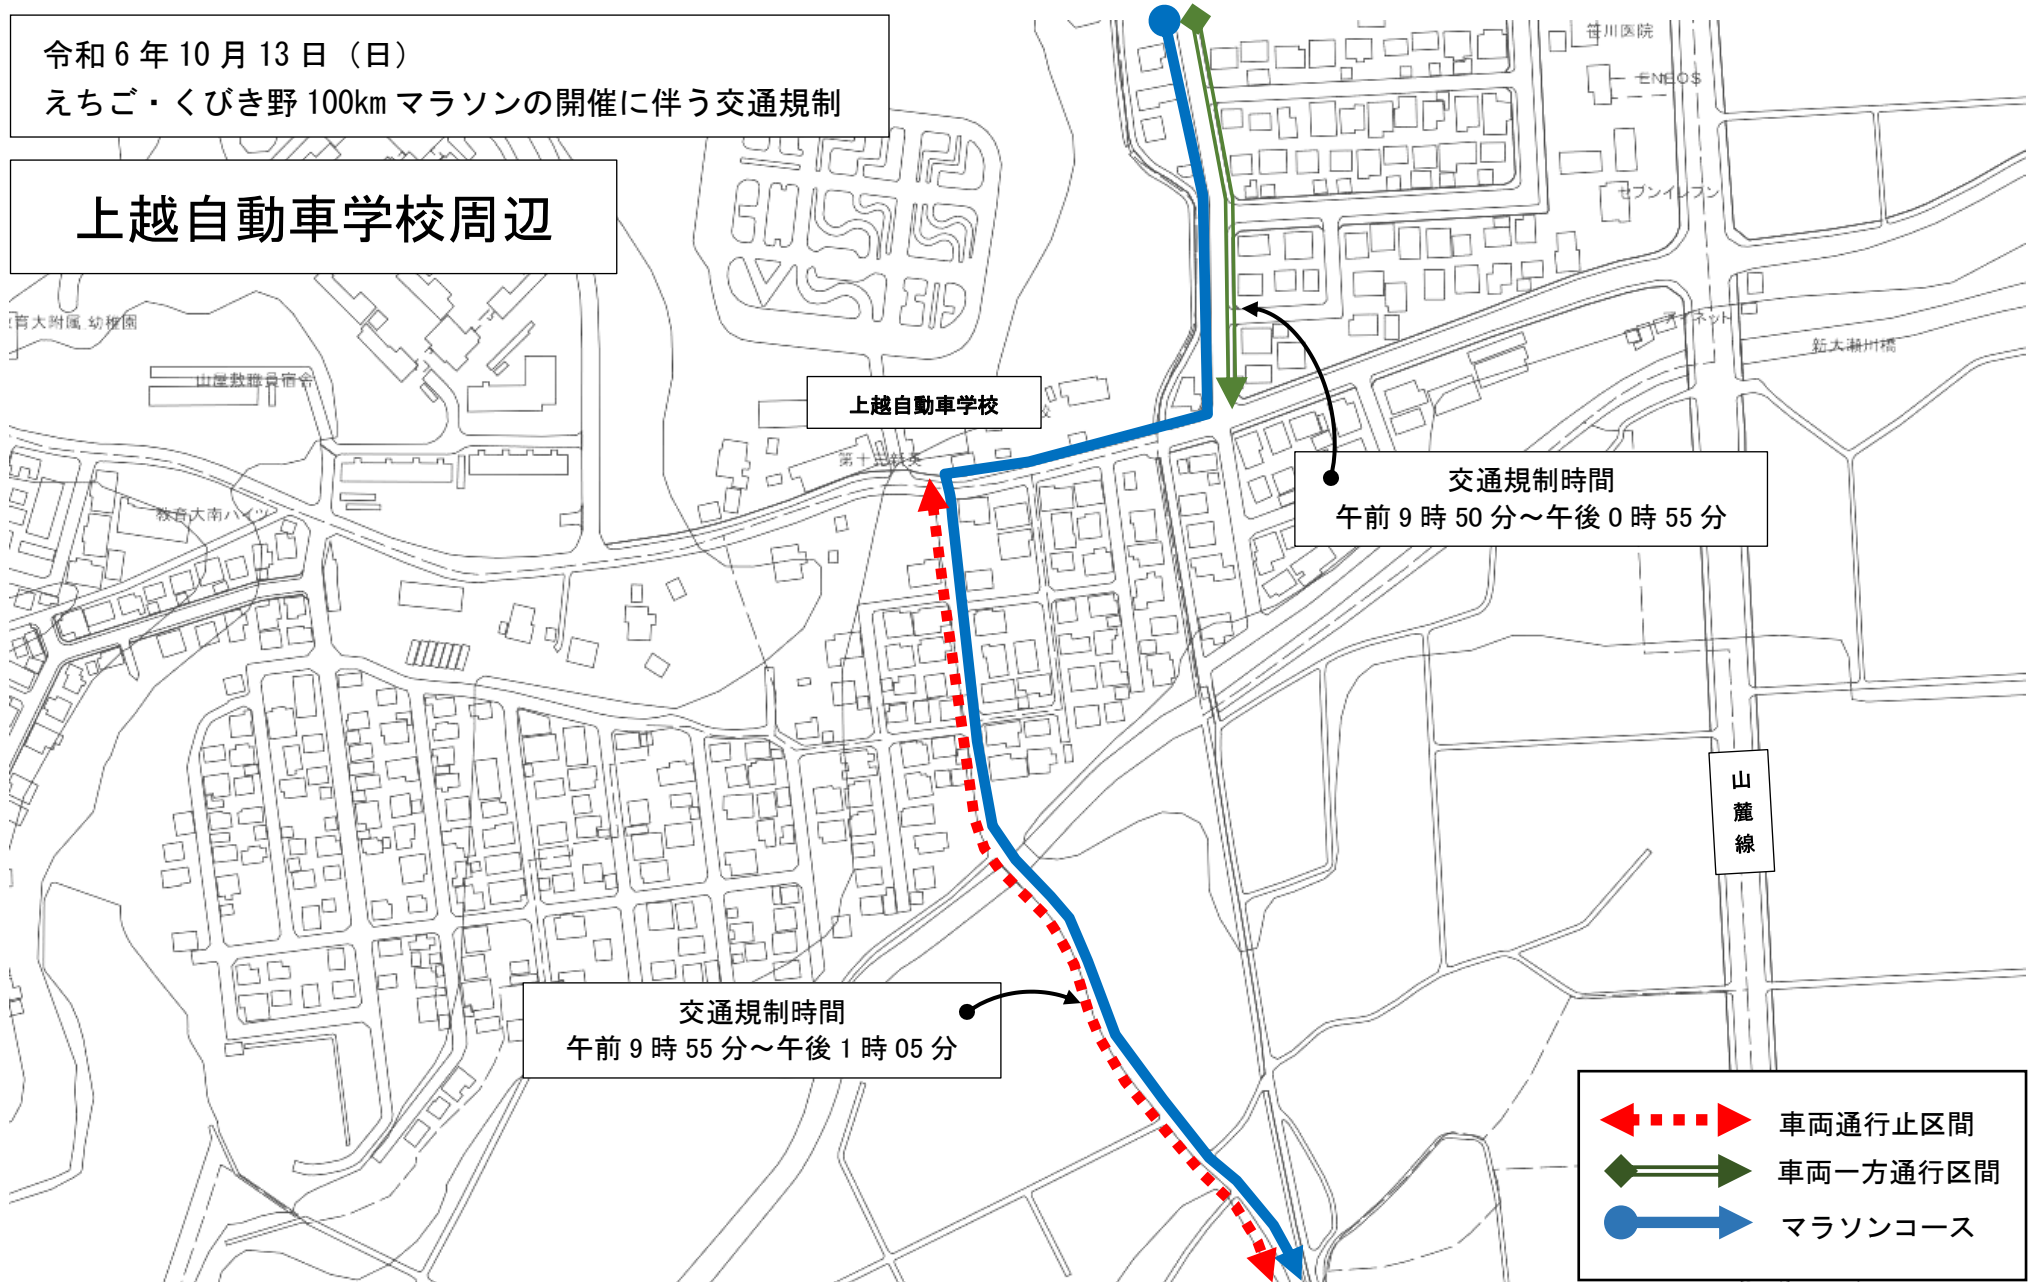 令和6年10月13日（日）
えちご・くびき野100kmマラソンの開催に伴う交通規制
上越自動車学校周辺
笹川医院
ENEOS
セブンイレブン
新大瀬川橋
育大附属幼稚園
山屋敷職員宿舎
上越自動車学校
教育大南ハイツ
交通規制時間
午前9時50分～午後0時55分
山麓線
交通規制時間
午前9時55分～午後1時05分
車両通行止区間
車両一方通行区間
マラソンコース